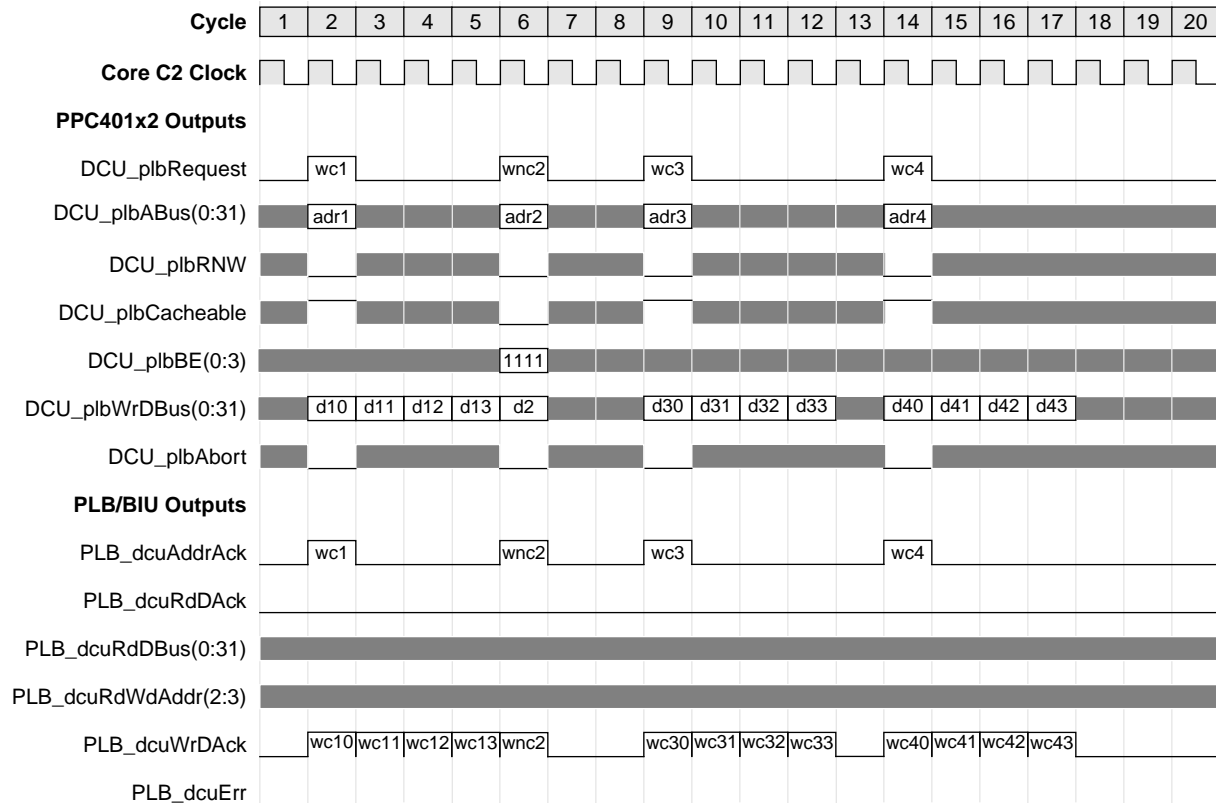 Cycle 1 2 3 4 5 6 7 8 9 10 11 12 13 14 15 16 17 18 19 20
Core C2 Clock
PPC401x2 Outputs
DCU_plbRequest wc1 wnc2 wc3 wc4
DCU_plbABus(0:31) adr1 adr2 adr3 adr4
DCU_plbRNW
DCU_plbCacheable
DCU_plbBE(0:3) 1111
DCU_plbWrDBus(0:31) d10 d11 d12 d13 d2 d30 d31 d32 d33 d40 d41 d42 d43
DCU_plbAbort
PLB/BIU Outputs
PLB_dcuAddrAck wc1 wnc2 wc3 wc4
PLB_dcuRdDAck
PLB_dcuRdDBus(0:31)
PLB_dcuRdWdAddr(2:3)
PLB_dcuWrDAck wc10 wc11 wc12 wc13 wnc2 wc30 wc31 wc32 wc33 wc40 wc41 wc42 wc43
PLB_dcuErr